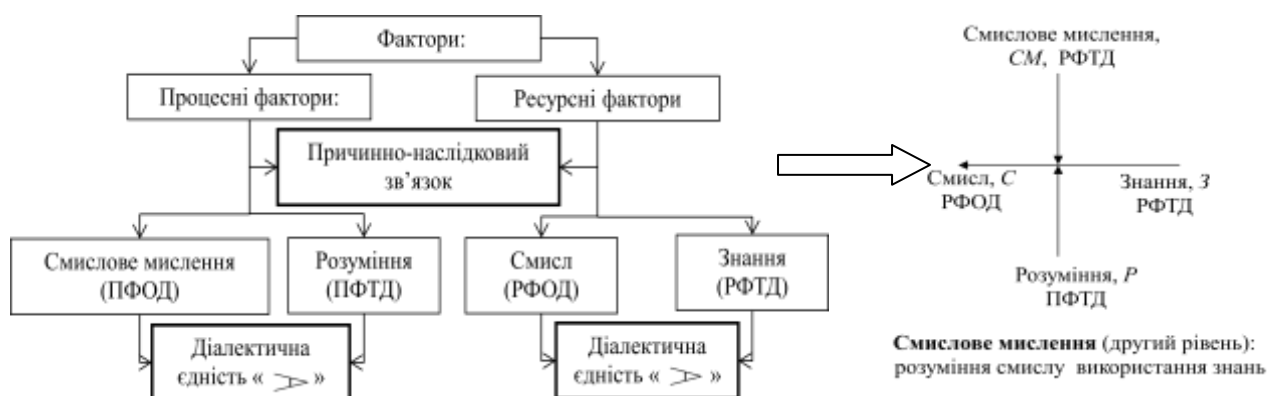 Фактори:
Процесні фактори:
Ресурсні фактори
Причинно-наслідковий
зв’язок
Смислове мислення
(ПФОД)
Розуміння
(ПФТД)
Смисл
(РФОД)
Знання
(РФТД)
Діалектична
єдність « »
Діалектична
єдність « »
Смислове мислення,
СМ, РФТД
Смисл, С
РФОД
Знання, З
РФТД
Розуміння, Р
ПФТД
Смислове мислення (другий рівень):
розуміння смислу використання знань